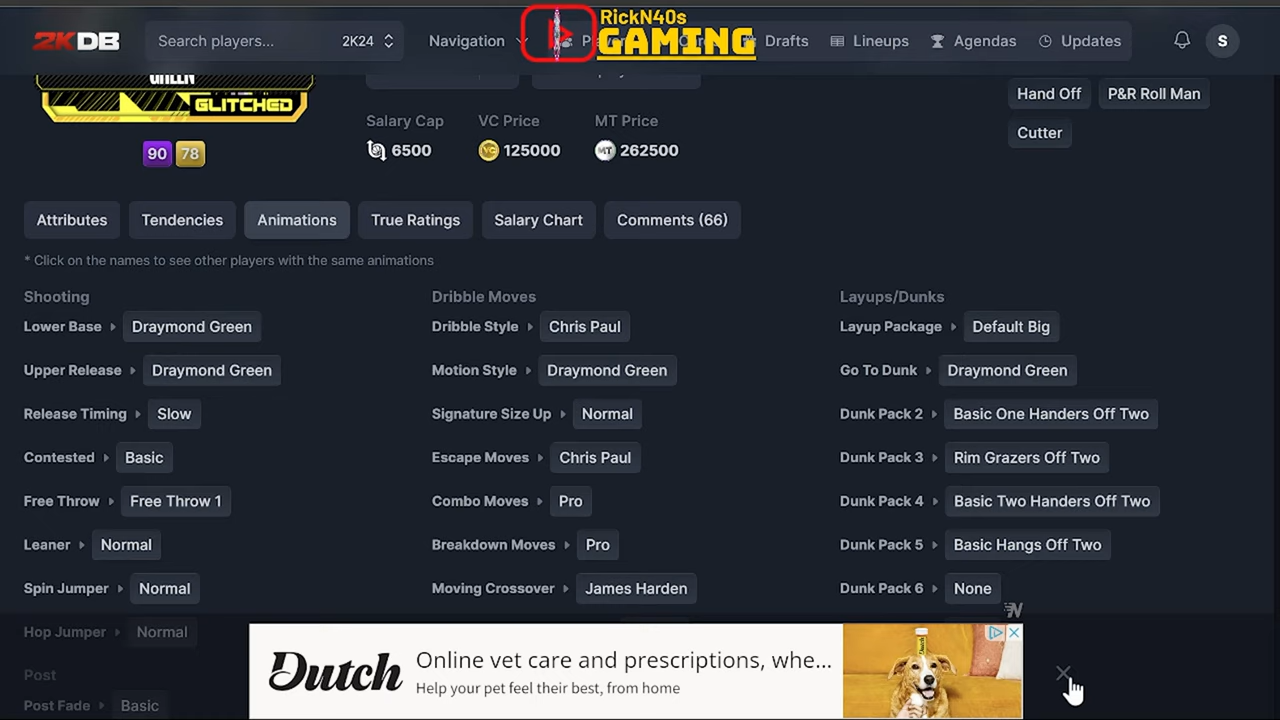 RickN40s
GAMING
2KDB
Search players...
2K24
Navigation
Drafts
Lineups
Agendas
Updates
S
GREEN
GLITCHED
90
78
Salary Cap
6500
VC Price
VC
125000
MT Price
MT
262500
Hand Off
P&R Roll Man
Cutter
Attributes
Tendencies
Animations
True Ratings
Salary Chart
Comments (66)
* Click on the names to see other players with the same animations
Shooting
Lower Base Draymond Green
Upper Release Draymond Green
Release Timing Slow
Contested Basic
Free Throw Free Throw 1
Leaner Normal
Spin Jumper Normal
Hop Jumper Normal
Post
Post Fade Basic
Dribble Moves
Dribble Style Chris Paul
Motion Style Draymond Green
Signature Size Up Normal
Escape Moves Chris Paul
Combo Moves Pro
Breakdown Moves Pro
Moving Crossover James Harden
Layups/Dunks
Layup Package Default Big
Go To Dunk Draymond Green
Dunk Pack 2 Basic One Handers Off Two
Dunk Pack 3 Rim Grazers Off Two
Dunk Pack 4 Basic Two Handers Off Two
Dunk Pack 5 Basic Hangs Off Two
Dunk Pack 6 None
Dutch
Online vet care and prescriptions, whe...
Help your pet feel their best, from home